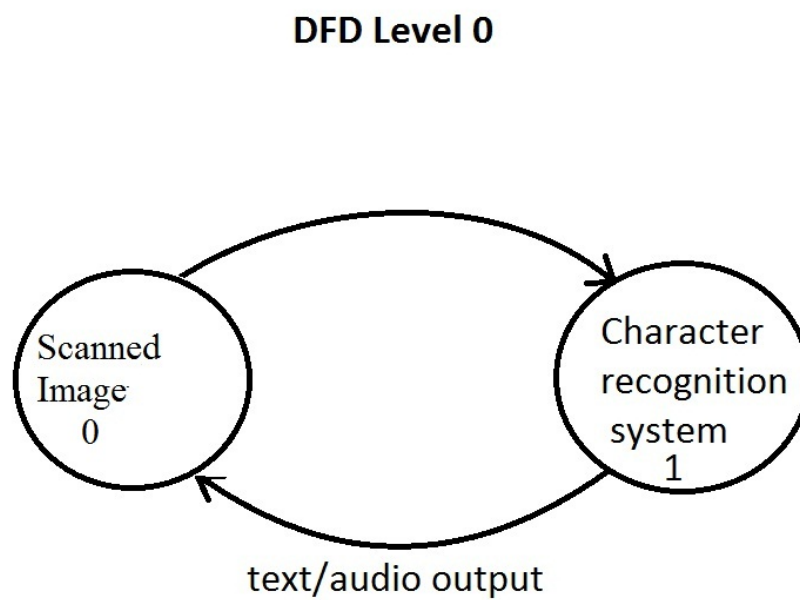 DFD Level 0
Scanned
Image
0
Character
recognition
system
1
text/audio output